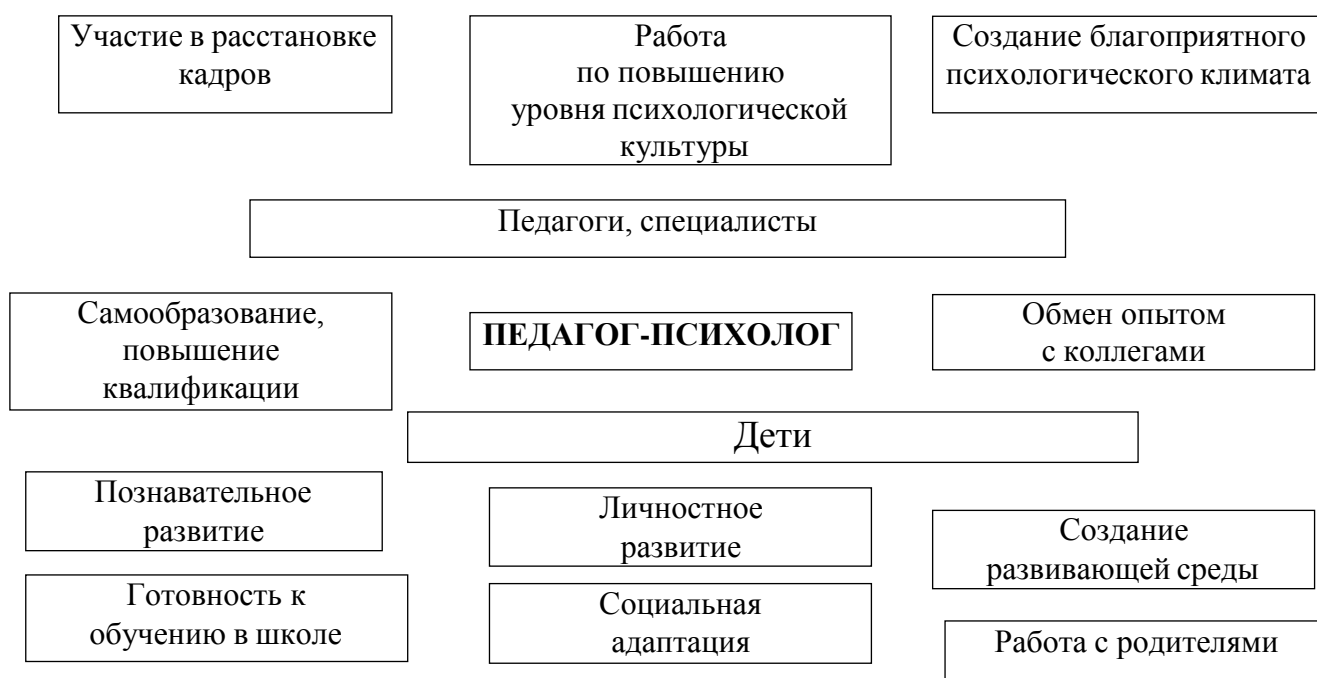 Участие в расстановке
кадров
Работа
по повышению
уровня психологической
культуры
Создание благоприятного
психологического климата
Педагоги, специалисты
Самообразование,
повышение
квалификации
ПЕДАГОГ-ПСИХОЛОГ
Обмен опытом
с коллегами
Дети
Познавательное
развитие
Личностное
развитие
Создание
развивающей среды
Готовность к
обучению в школе
Социальная
адаптация
Работа с родителями